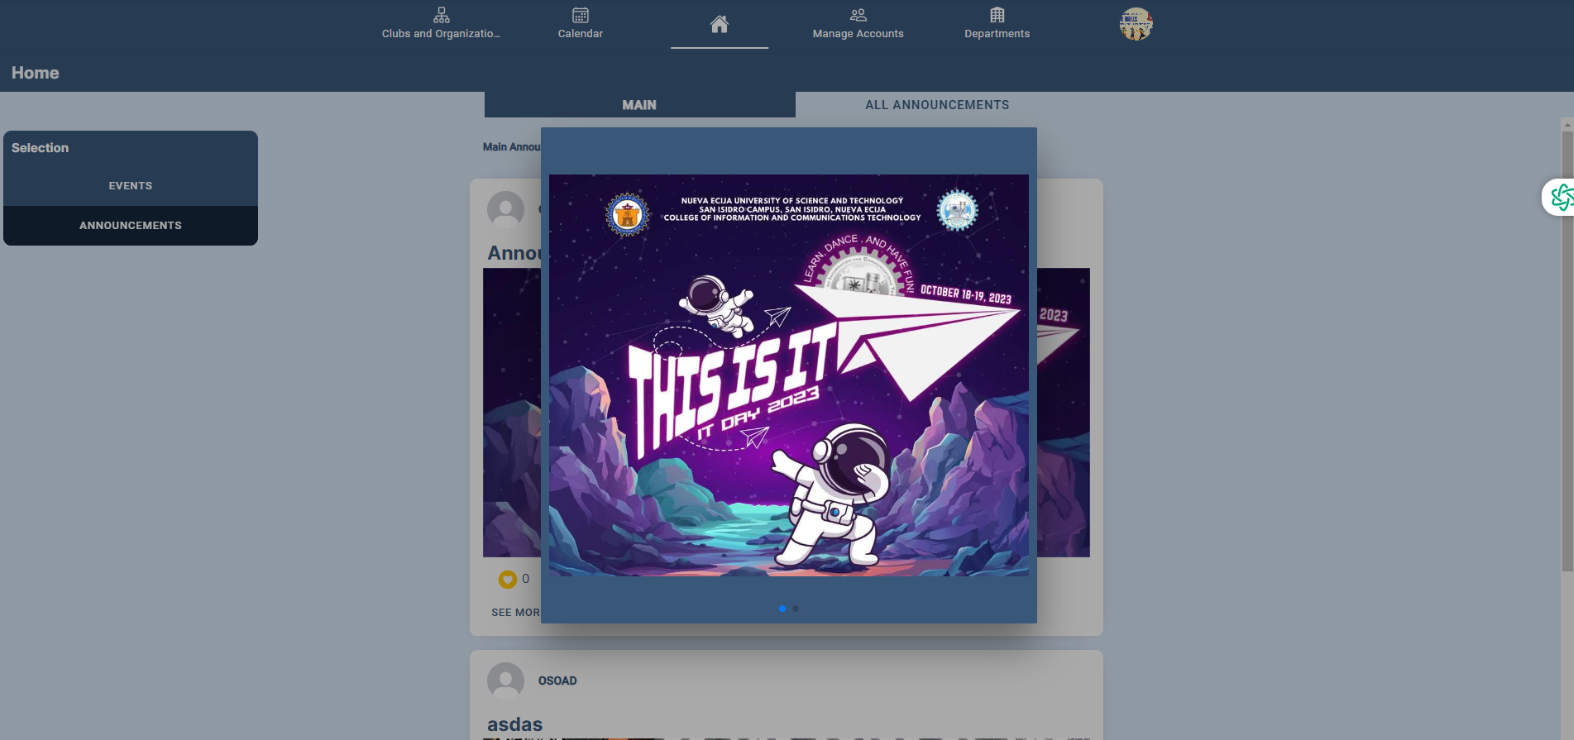 Clubs and Organizatio...
Calendar
Manage Accounts
Departments
Home
MAIN
ALL ANNOUNCEMENTS
Selection
EVENTS
ANNOUNCEMENTS
Main Annou
Annou
NUEVA ECIJA UNIVERSITY OF SCIENCE AND TECHNOLOGY
SAN ISIDRO CAMPUS, SAN ISIDRO, NUEVA ECIJA
COLLEGE OF INFORMATION AND COMMUNICATIONS TECHNOLOGY
LEARN, DANCE , AND HAVE FUN!
OCTOBER 18-19, 2023
2023
THIS IS IT
IT DAY 2023
0
SEE MOR
OSOAD
asdas